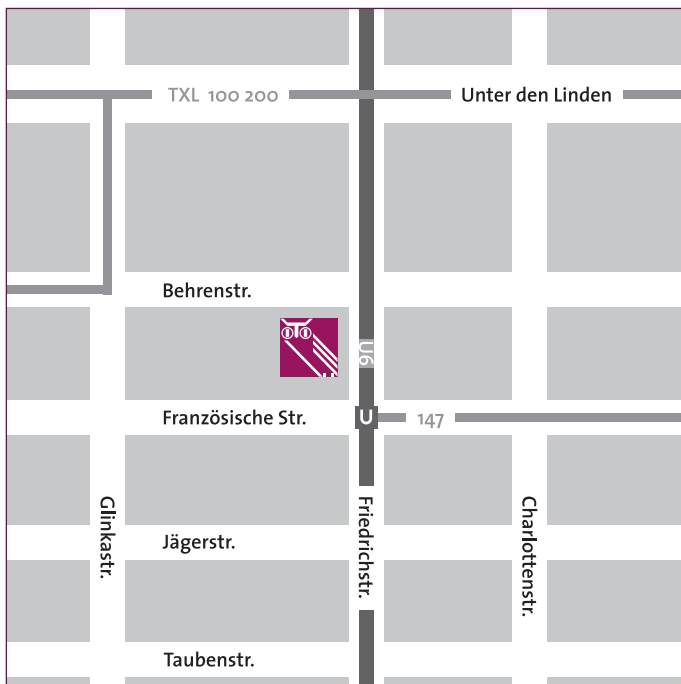 TXL 100 200
Unter den Linden
Behrenstr.
U6
Französische Str.
U
147
Glinkastr.
Friedrichstr.
Charlottenstr.
Jägerstr.
Taubenstr.